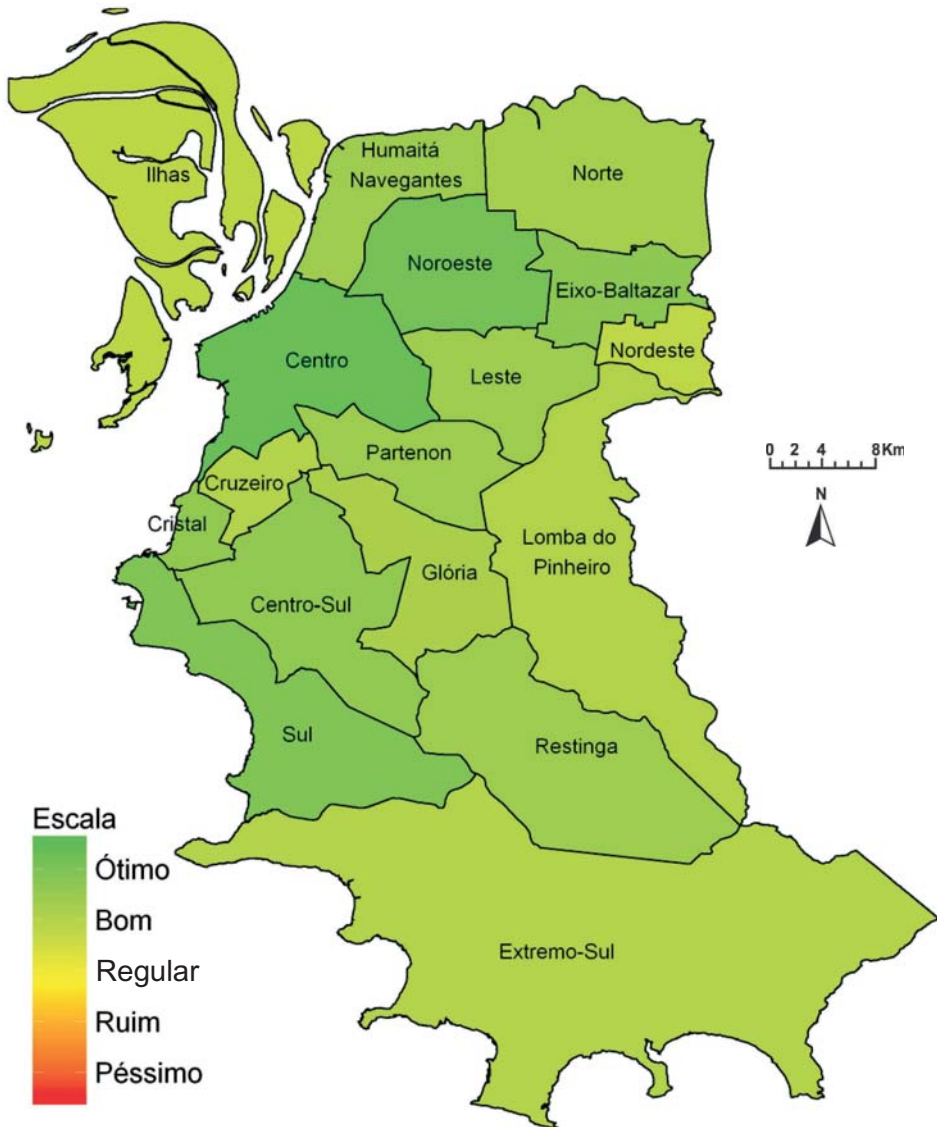 Humaitá
Navegantes
Norte
Ilhas
Noroeste
Eixo-Baltazar
Nordeste
Centro
Leste
Partenon
Cruzeiro
Cristal
0 2 4 8Km
N
Lomba do
Pinheiro
Glória
Centro-Sul
Sul
Restinga
Extremo-Sul
Escala
Ótimo
Bom
Regular
Ruim
Péssimo